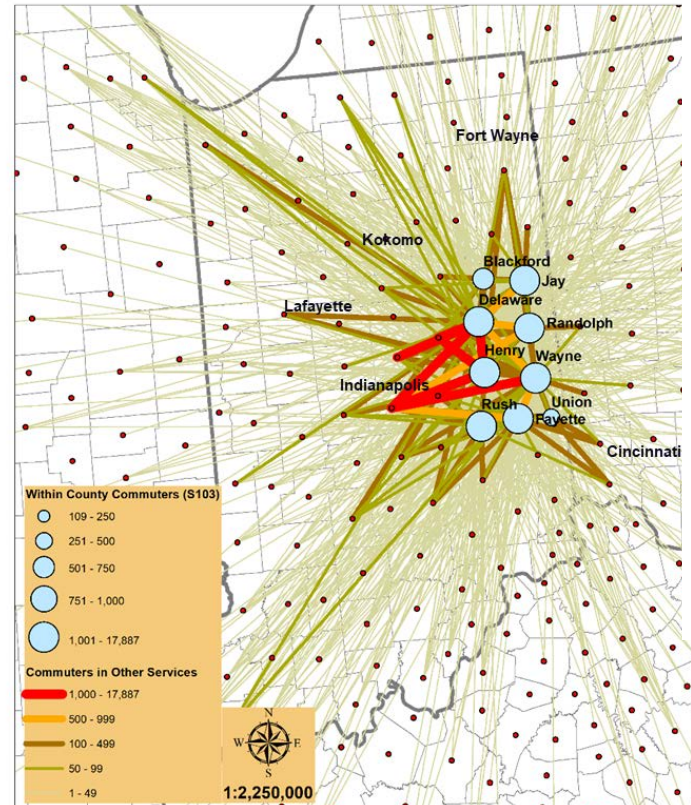 Fort Wayne
Kokomo
Blackford
Jay
Delaware
Lafayette
Randolph
Henry
Wayne
Indianapolis
Union
Rush
Fayette
Cincinnati
Within County Commuters (S103)
109 - 250
251 - 500
501 - 750
751 - 1,000
1,001 - 17,887
Commuters in Other Services
1,000 - 17,887
500 - 999
100 - 499
50 - 99
1 - 49
N
W E
S
1:2,250,000